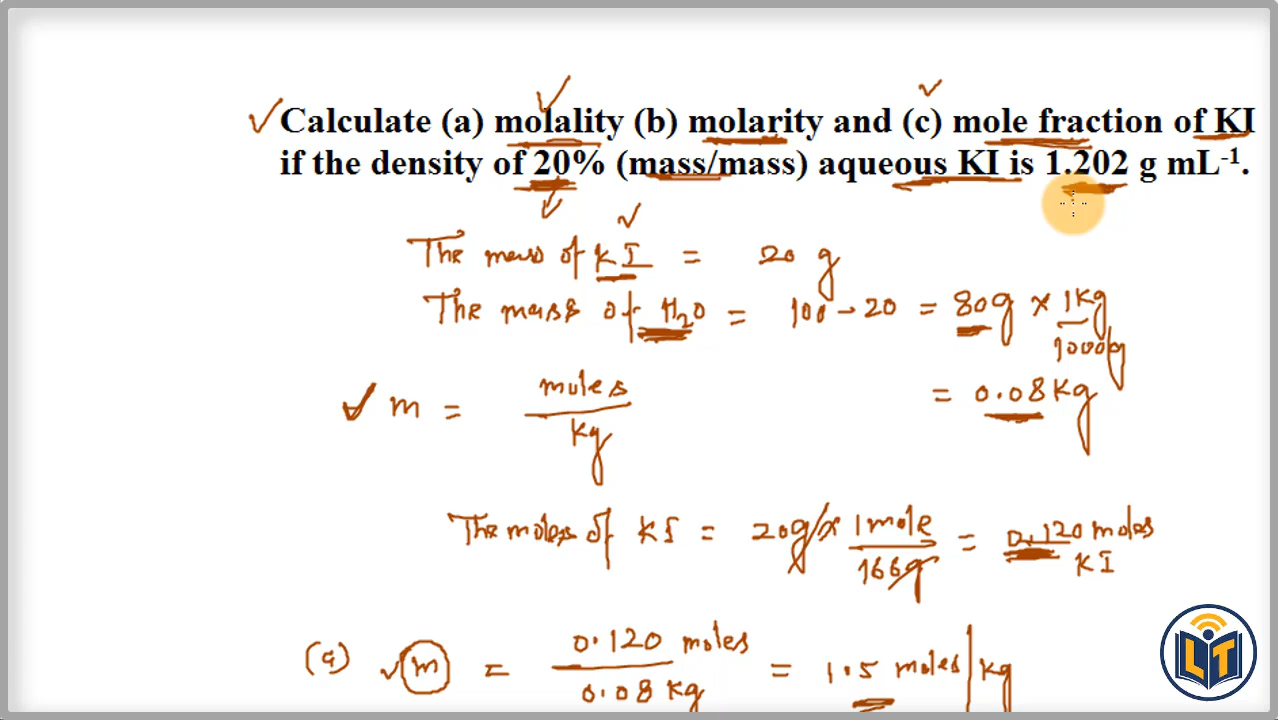 Calculate (a) molality (b) molarity and (c) mole fraction of KI
if the density of 20% (mass/mass) aqueous KI is 1.202 g mL⁻¹.
The mass of KI = 20 g
The mass of H₂O = 100 - 20 = 80g × 1Kg/1000g
= 0.08Kg
m = moles/kg
The moles of KI = 20g × 1mole/166g = 0.120 moles KI
(a) m = 0.120 moles/0.08 kg = 1.5 moles/kg
LT